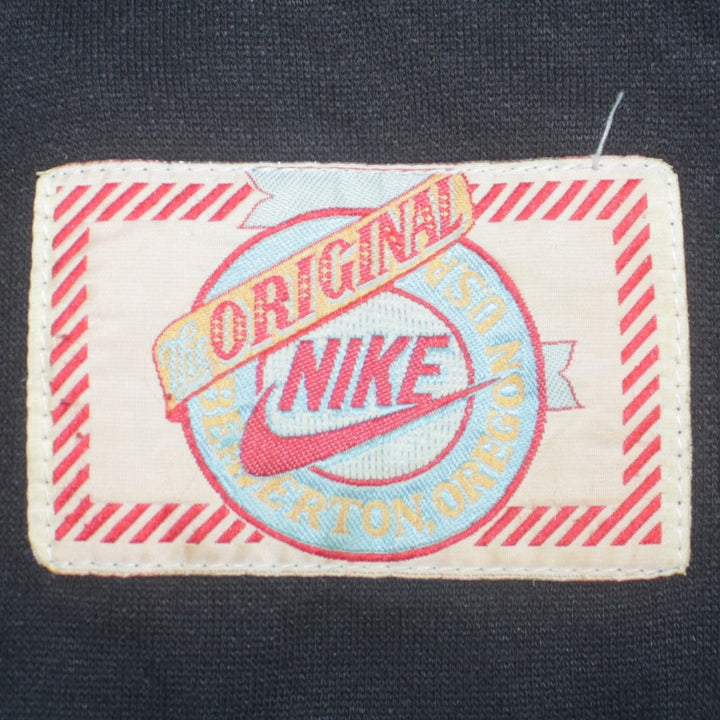 The ORIGINAL
NIKE
BEAVERTON, OREGON USA